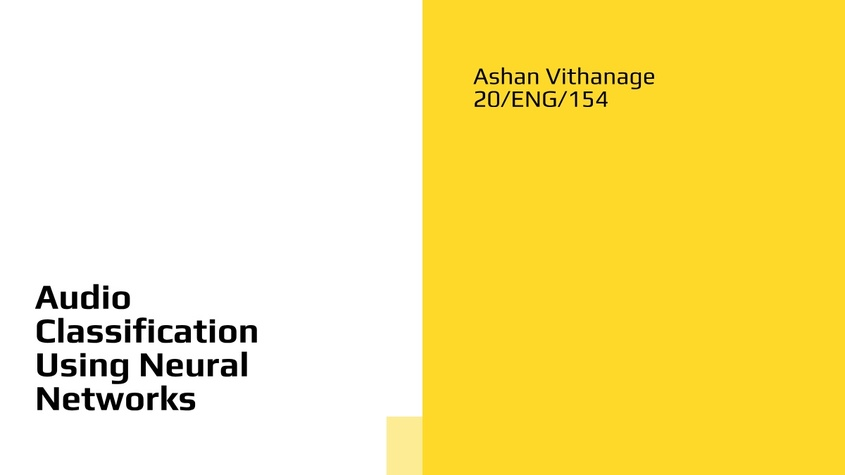 Audio
Classification
Using Neural
Networks
Ashan Vithanage
20/ENG/154